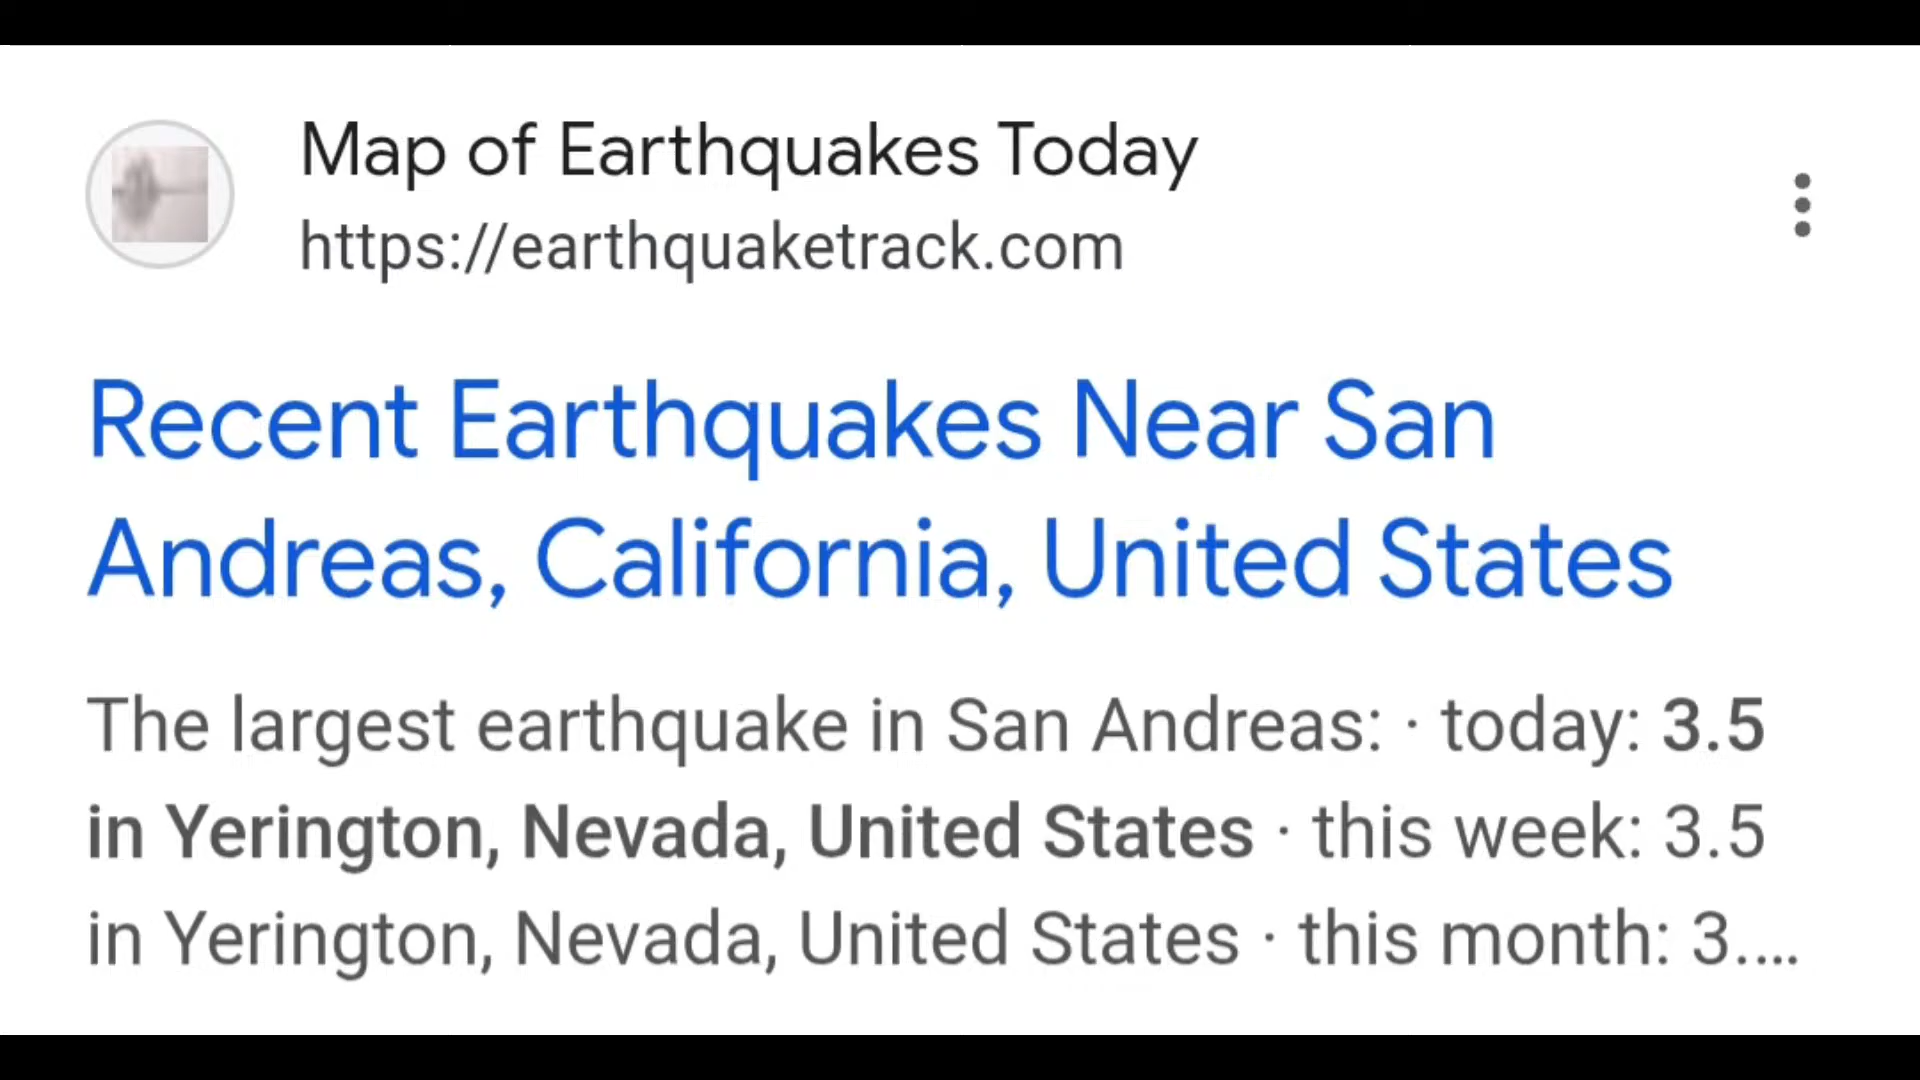 Map of Earthquakes Today
https://earthquaketrack.com
Recent Earthquakes Near San
Andreas, California, United States
The largest earthquake in San Andreas: · today: 3.5
in Yerington, Nevada, United States · this week: 3.5
in Yerington, Nevada, United States · this month: 3....